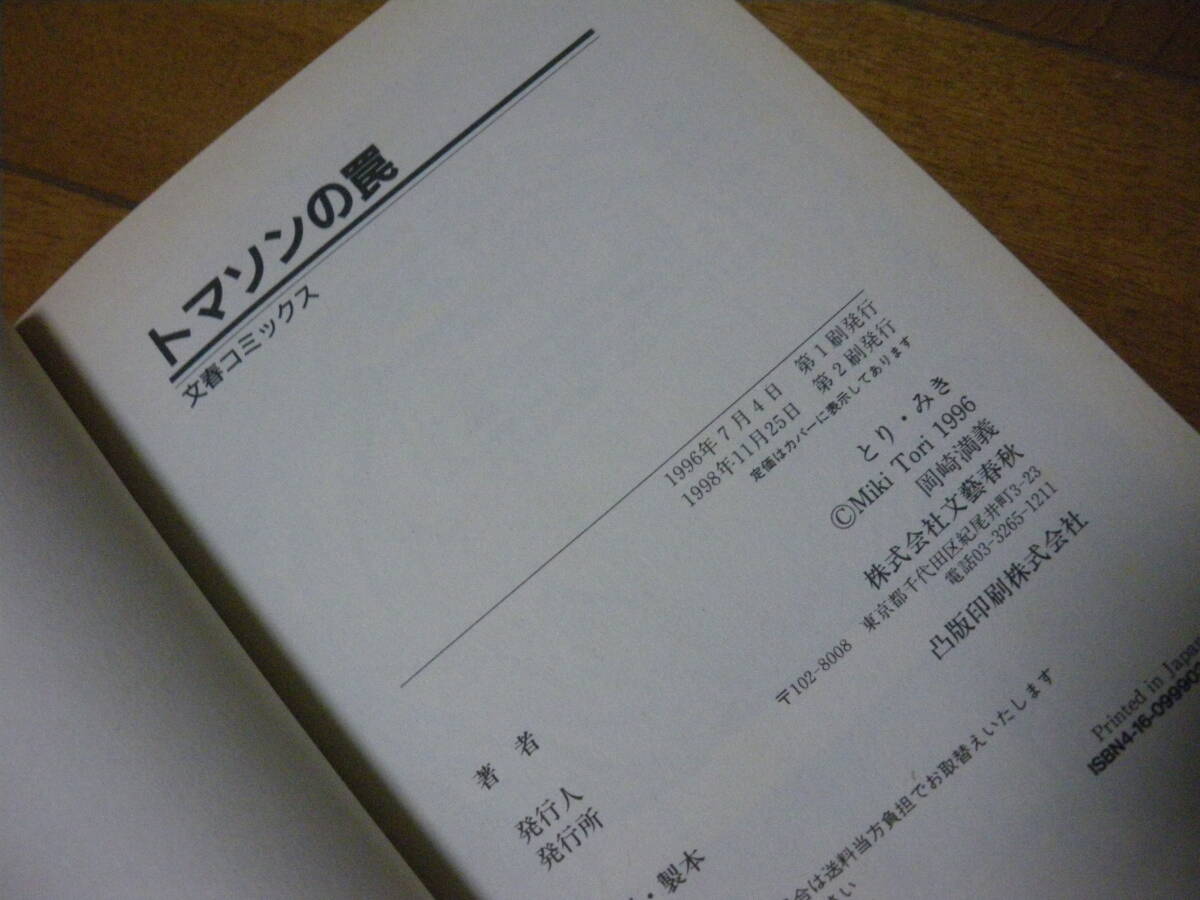 トマソンの罠
文春コミックス
1996年7月4日 第1刷発行
1998年11月25日 第2刷発行
定価はカバーに表示してあります
著者 とり・みき
©Miki Tori 1996
発行人 岡崎満義
発行所 株式会社文藝春秋
〒102-8008 東京都千代田区紀尾井町3-23
電話03-3265-1211
・製本 凸版印刷株式会社
合は送料当方負担でお取替えいたします
さい
Printed in Japan
ISBN4-16-09990